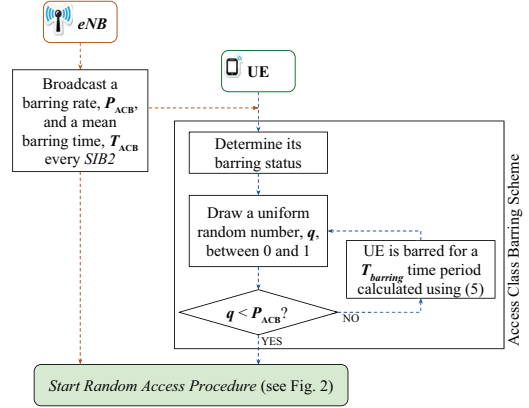 eNB
Broadcast a
barring rate, P_ACB,
and a mean
barring time, T_ACB
every SIB2
UE
Determine its
barring status
Draw a uniform
random number, q,
between 0 and 1
UE is barred for a
T_barring time period
calculated using (5)
q < P_ACB?
NO
YES
Access Class Barring Scheme
Start Random Access Procedure (see Fig. 2)